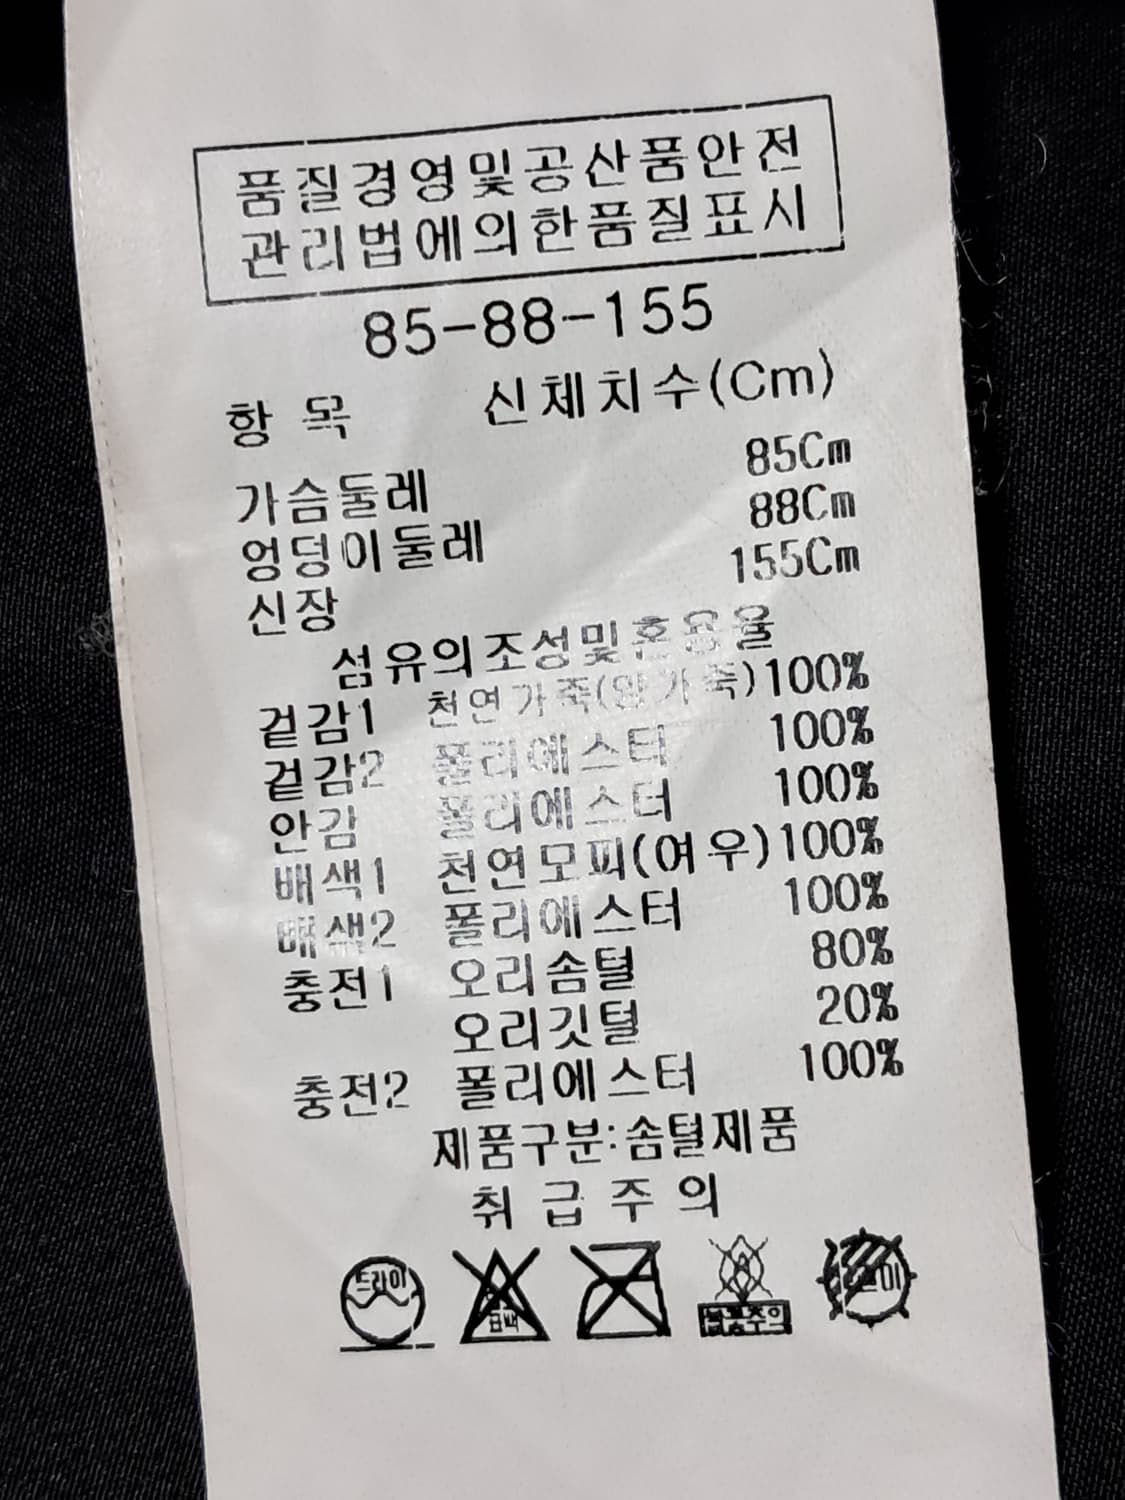 품질경영및공산품안전
관리법에의한품질표시
85-88-155
항 목 신체치수(Cm)
가슴둘레 85Cm
엉덩이둘레 88Cm
신장 155Cm
섬유의조성및혼용율
겉감1 천연가죽(양가죽)100%
겉감2 폴리에스터 100%
안감 폴리에스터 100%
배색1 천연모피(여우)100%
배색2 폴리에스터 100%
충전1 오리솜털 80%
오리깃털 20%
충전2 폴리에스터 100%
제품구분:솜털제품
취급주의
드라이 표백